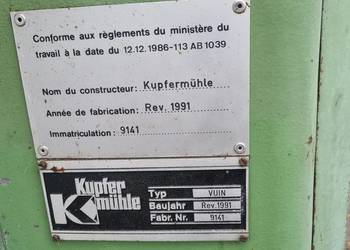 Conforme aux règlements du ministère du
travail à la date du 12.12.1986-113 AB 1039
Nom du constructeur: Kupfermühle
Année de fabrication: Rev. 1991
Immatriculation: 9141
Kupfer
mühle
Typ VUIN
Baujahr Rev.1991
Fabr. Nr. 9141